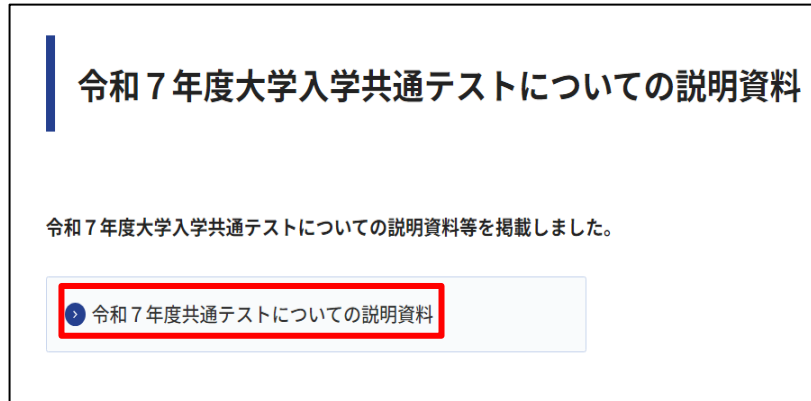 令和７年度大学入学共通テストについての説明資料
令和７年度大学入学共通テストについての説明資料等を掲載しました。
令和７年度共通テストについての説明資料